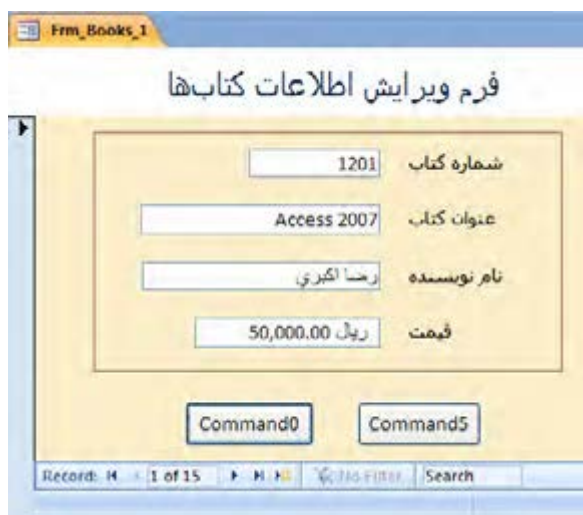 Frm_Books_1
فرم ویرایش اطلاعات کتاب‌ها
شماره کتاب 1201
عنوان کتاب Access 2007
نام نویسنده رضا اکبري
قیمت ریال 50,000.00
Command0 Command5
Record: 1 of 15 No Filter Search